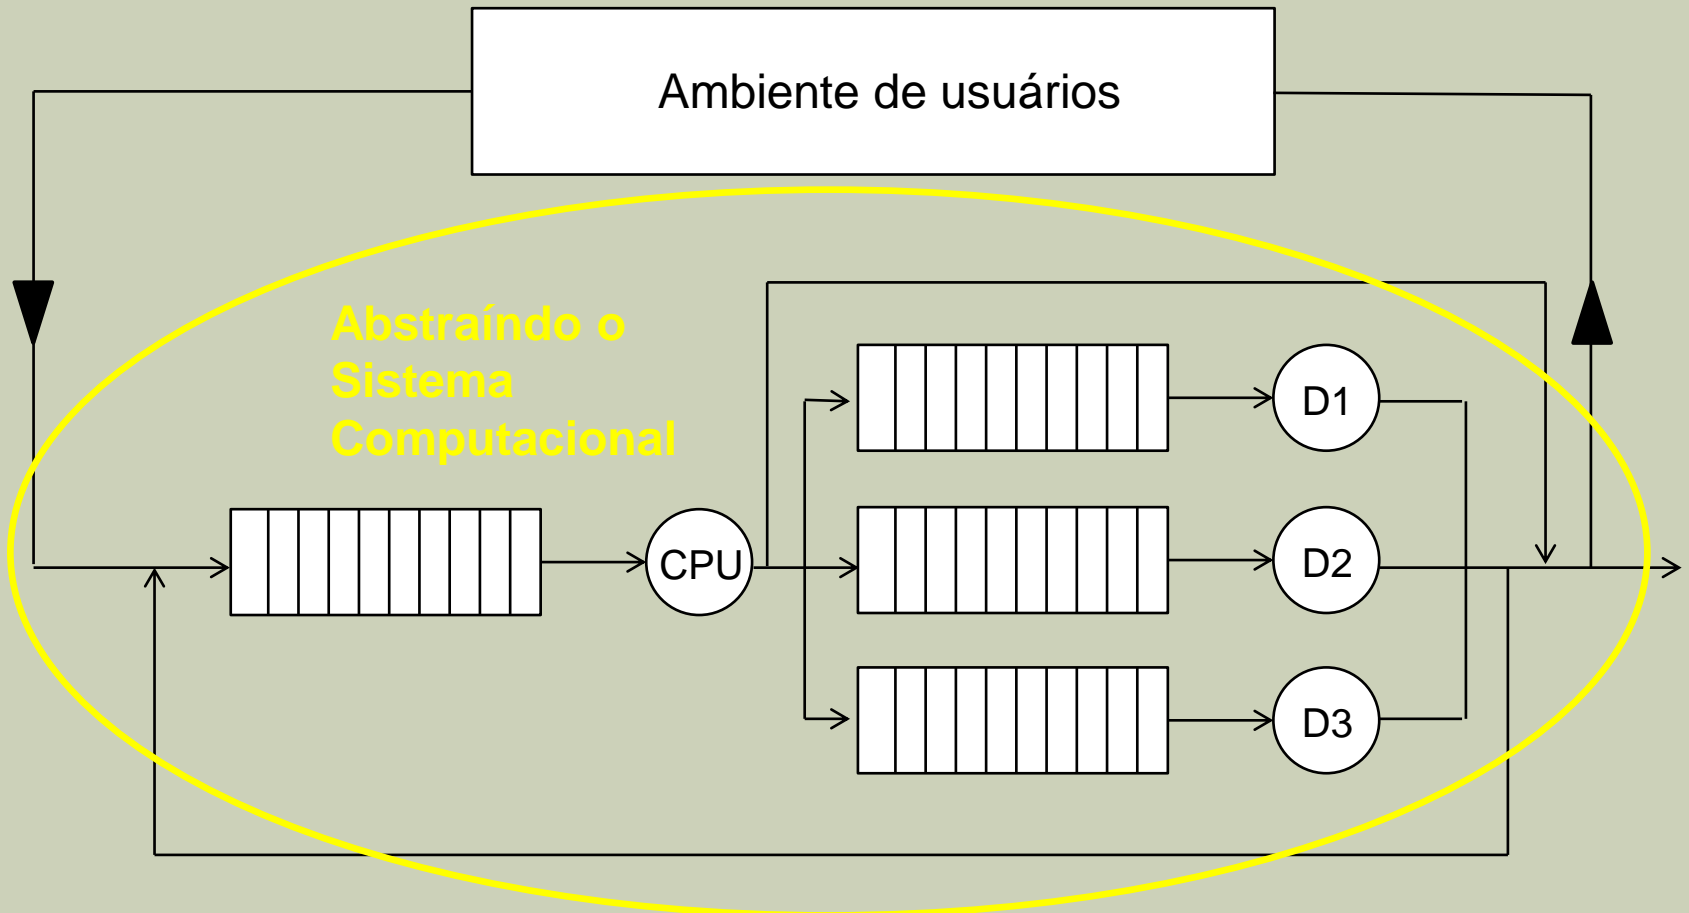 Ambiente de usuários
Abstraíndo o
Sistema
Computacional
D1
CPU
D2
D3